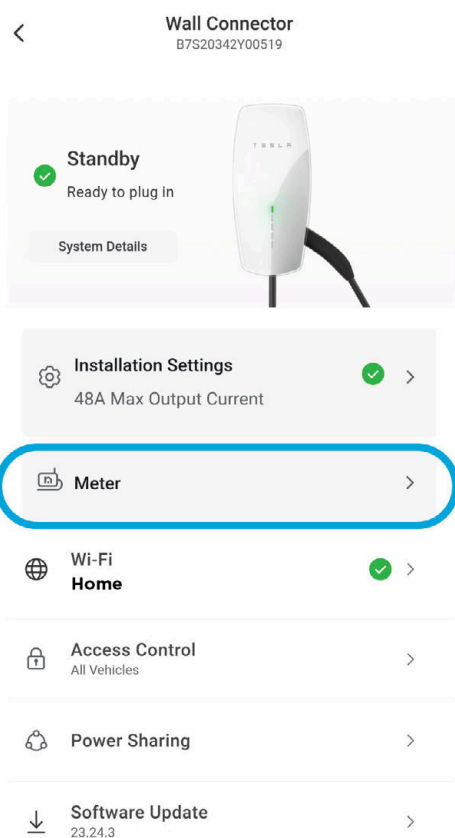 Wall Connector
B7S20342Y00519
TESLA
Standby
Ready to plug in
System Details
Installation Settings
48A Max Output Current
Meter
Wi-Fi
Home
Access Control
All Vehicles
Power Sharing
Software Update
23.24.3